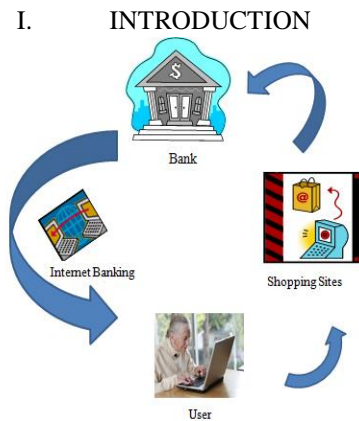 I. INTRODUCTION
$
Bank
Internet Banking
@
Shopping Sites
User